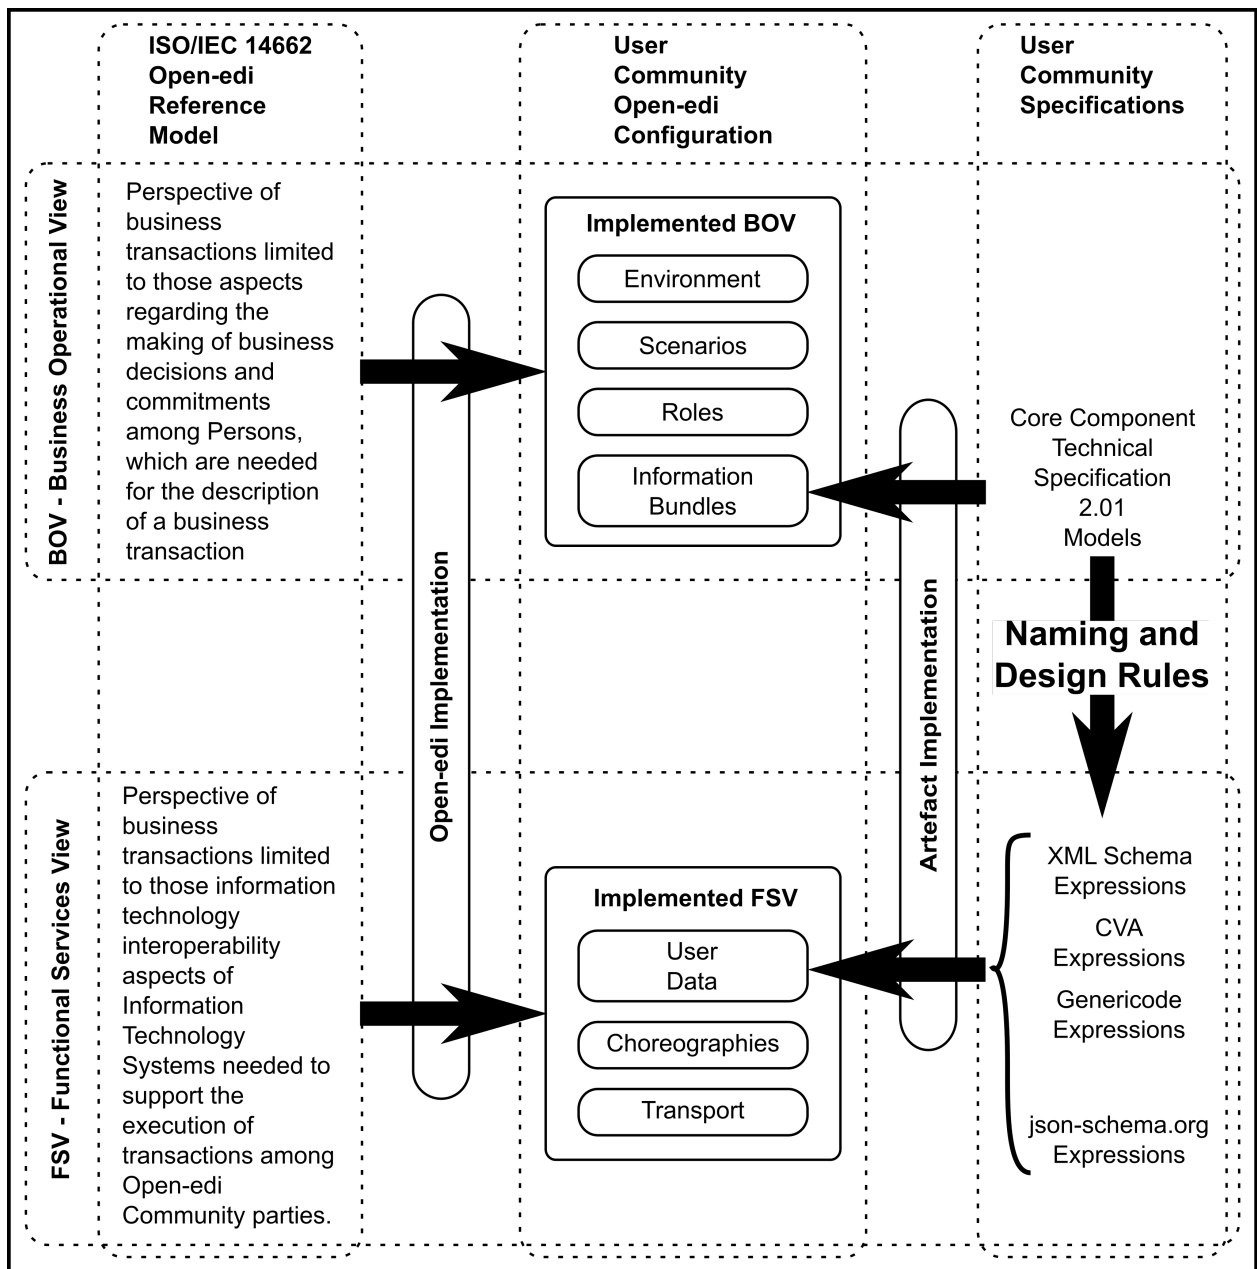 ISO/IEC 14662
Open-edi
Reference
Model
User
Community
Open-edi
Configuration
User
Community
Specifications
BOV - Business Operational View
Perspective of
business
transactions limited
to those aspects
regarding the
making of business
decisions and
commitments
among Persons,
which are needed
for the description
of a business
transaction
Open-edi Implementation
Implemented BOV
Environment
Scenarios
Roles
Information
Bundles
Artefact Implementation
Core Component
Technical
Specification
2.01
Models
Naming and
Design Rules
FSV - Functional Services View
Perspective of
business
transactions limited
to those information
technology
interoperability
aspects of
Information
Technology
Systems needed to
support the
execution of
transactions among
Open-edi
Community parties.
Implemented FSV
User
Data
Choreographies
Transport
XML Schema
Expressions
CVA
Expressions
Genericode
Expressions
json-schema.org
Expressions